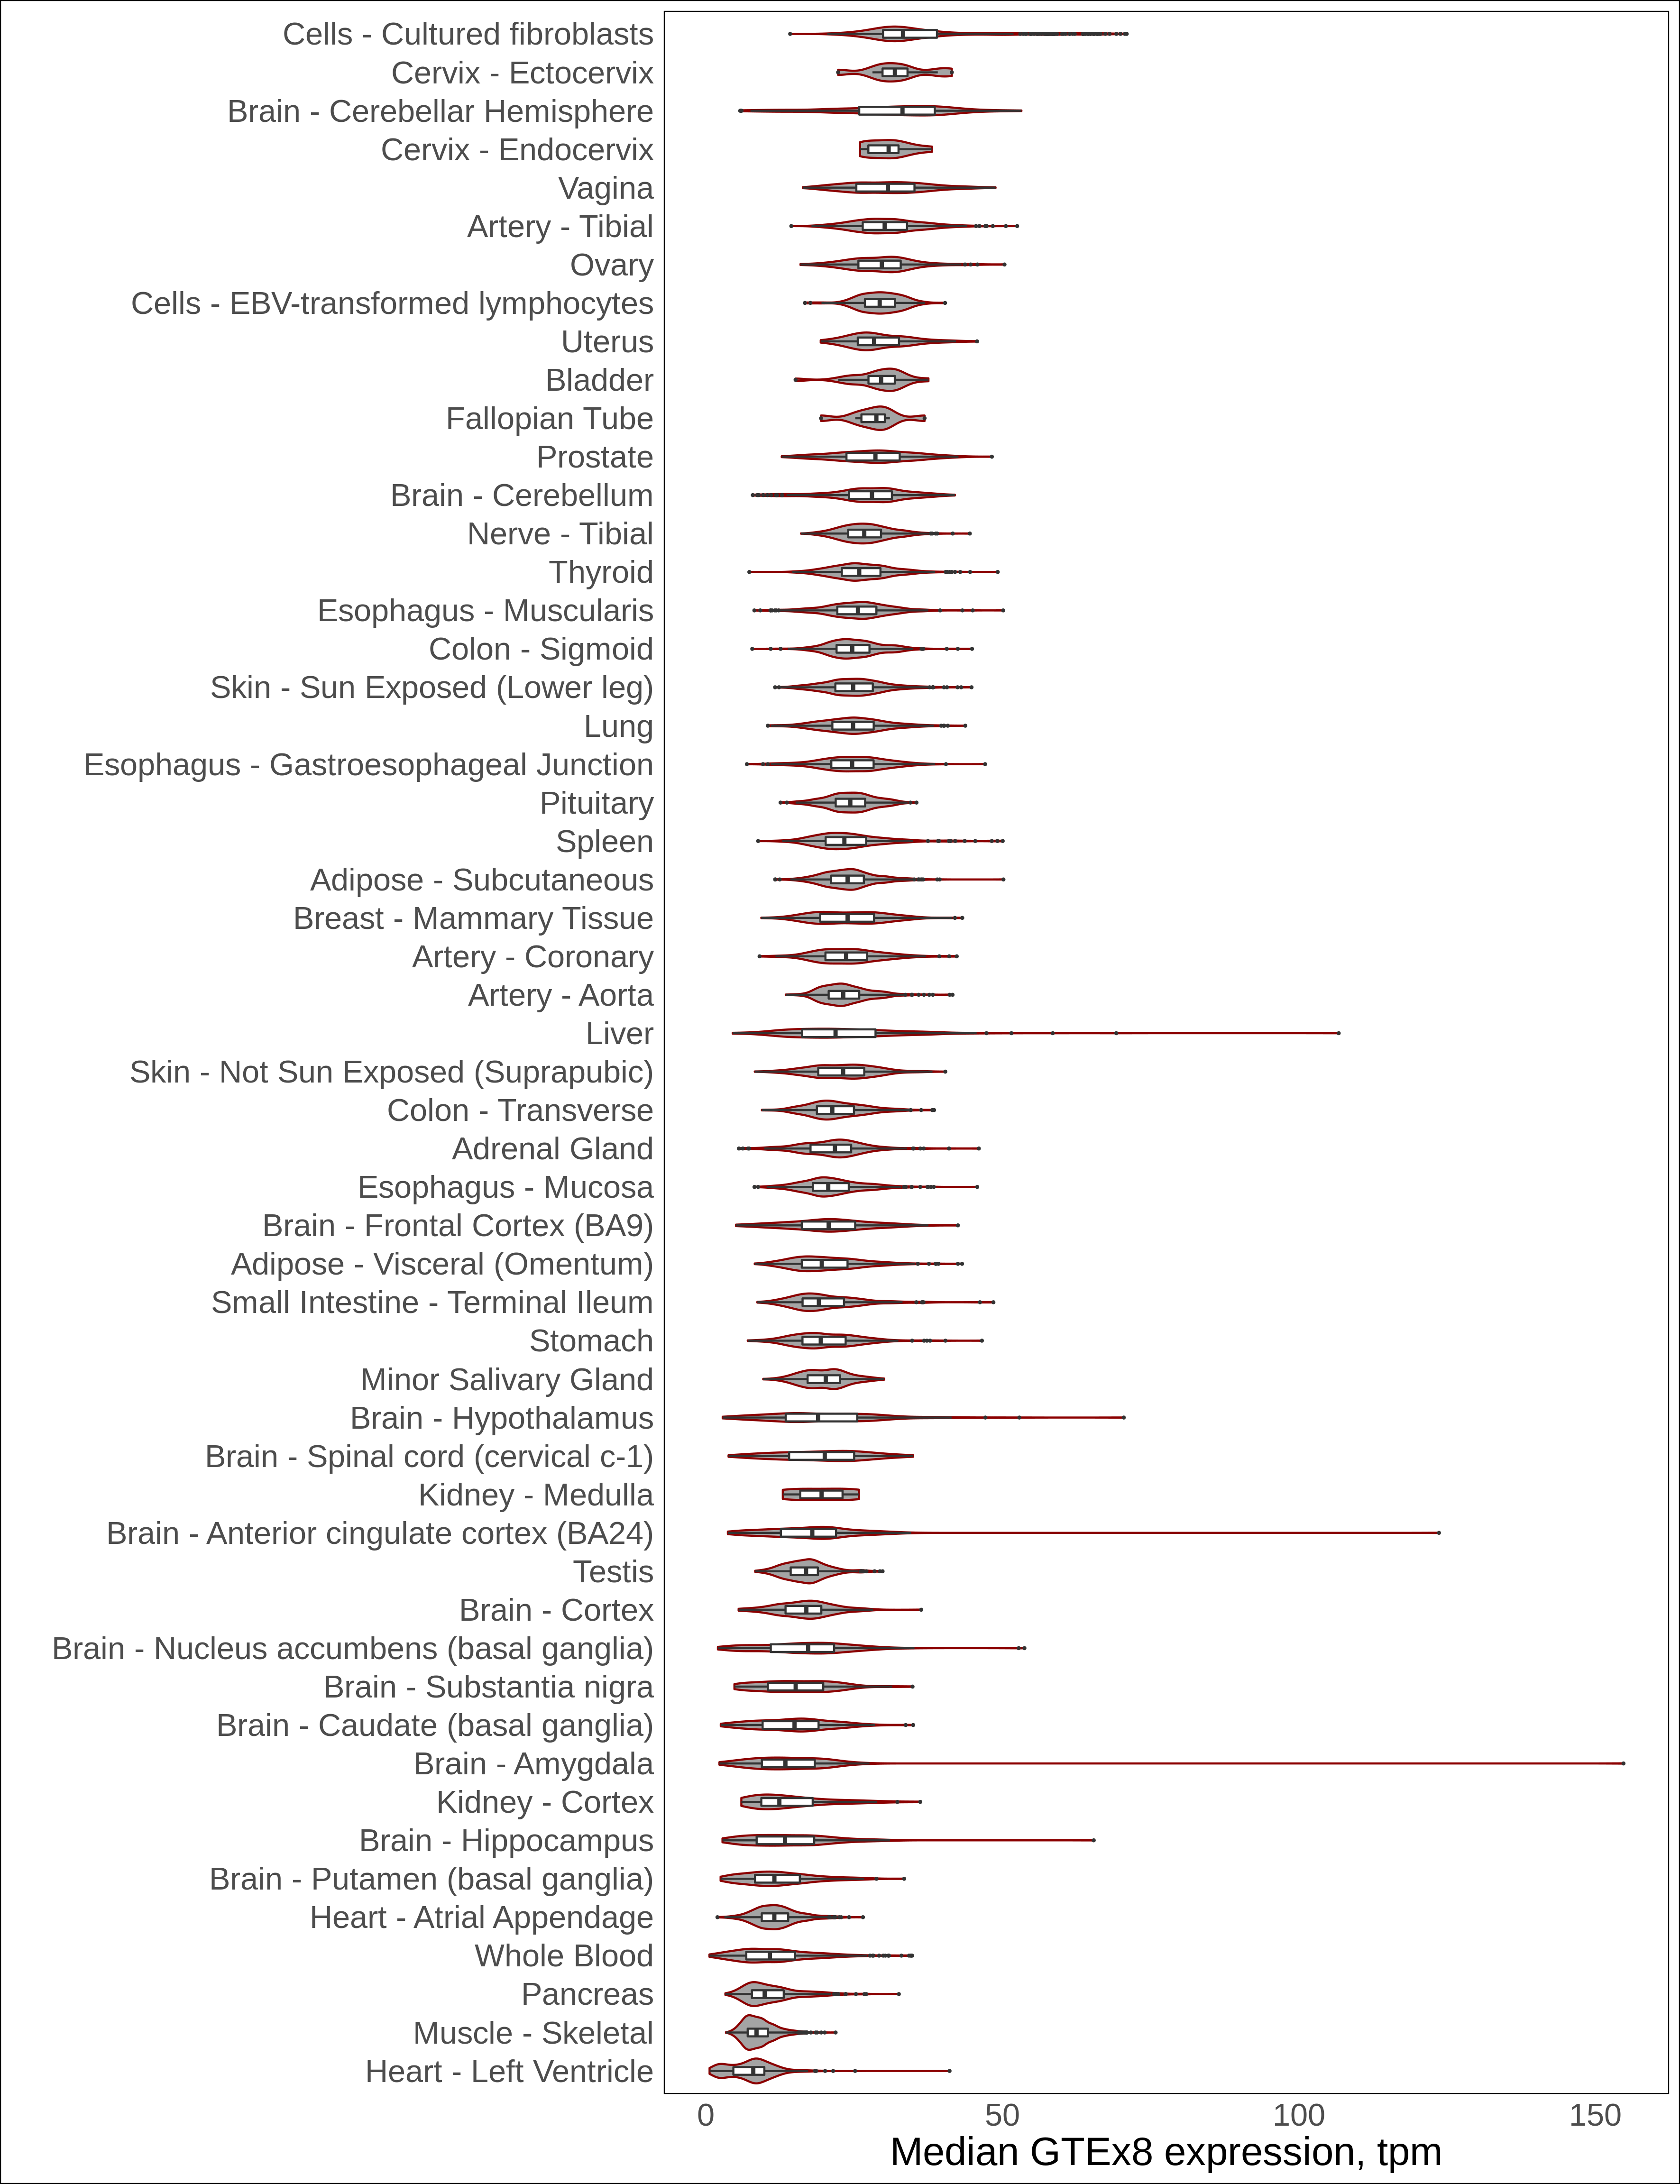 Cells - Cultured fibroblasts
Cervix - Ectocervix
Brain - Cerebellar Hemisphere
Cervix - Endocervix
Vagina
Artery - Tibial
Ovary
Cells - EBV-transformed lymphocytes
Uterus
Bladder
Fallopian Tube
Prostate
Brain - Cerebellum
Nerve - Tibial
Thyroid
Esophagus - Muscularis
Colon - Sigmoid
Skin - Sun Exposed (Lower leg)
Lung
Esophagus - Gastroesophageal Junction
Pituitary
Spleen
Adipose - Subcutaneous
Breast - Mammary Tissue
Artery - Coronary
Artery - Aorta
Liver
Skin - Not Sun Exposed (Suprapubic)
Colon - Transverse
Adrenal Gland
Esophagus - Mucosa
Brain - Frontal Cortex (BA9)
Adipose - Visceral (Omentum)
Small Intestine - Terminal Ileum
Stomach
Minor Salivary Gland
Brain - Hypothalamus
Brain - Spinal cord (cervical c-1)
Kidney - Medulla
Brain - Anterior cingulate cortex (BA24)
Testis
Brain - Cortex
Brain - Nucleus accumbens (basal ganglia)
Brain - Substantia nigra
Brain - Caudate (basal ganglia)
Brain - Amygdala
Kidney - Cortex
Brain - Hippocampus
Brain - Putamen (basal ganglia)
Heart - Atrial Appendage
Whole Blood
Pancreas
Muscle - Skeletal
Heart - Left Ventricle
0 50 100 150
Median GTEx8 expression, tpm